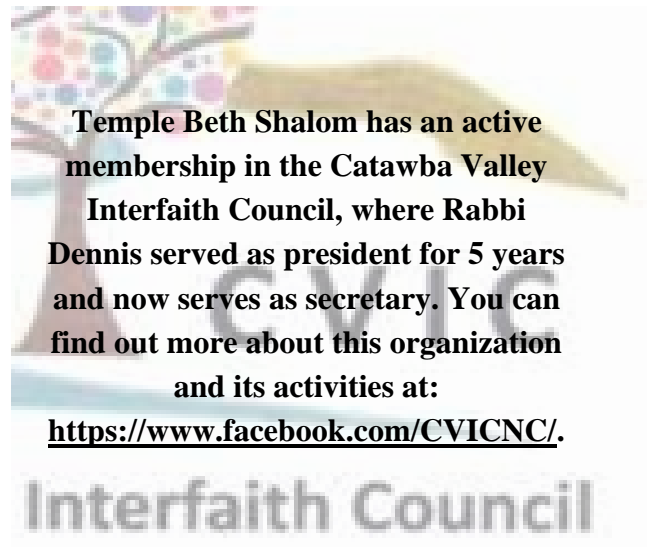 Temple Beth Shalom has an active
membership in the Catawba Valley
Interfaith Council, where Rabbi
Dennis served as president for 5 years
and now serves as secretary. You can
find out more about this organization
and its activities at:
https://www.facebook.com/CVICNC/.
CVIC
Interfaith Council